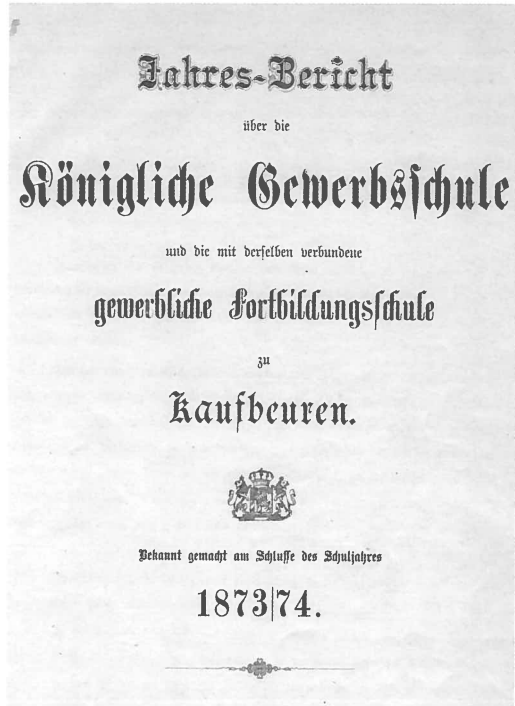 Jahres-Bericht
über die
Königliche Gewerbsschule
und die mit derselben verbundene
gewerbliche Fortbildungsschule
zu
Kaufbeuren.
Bekannt gemacht am Schlusse des Schuljahres
1873/74.